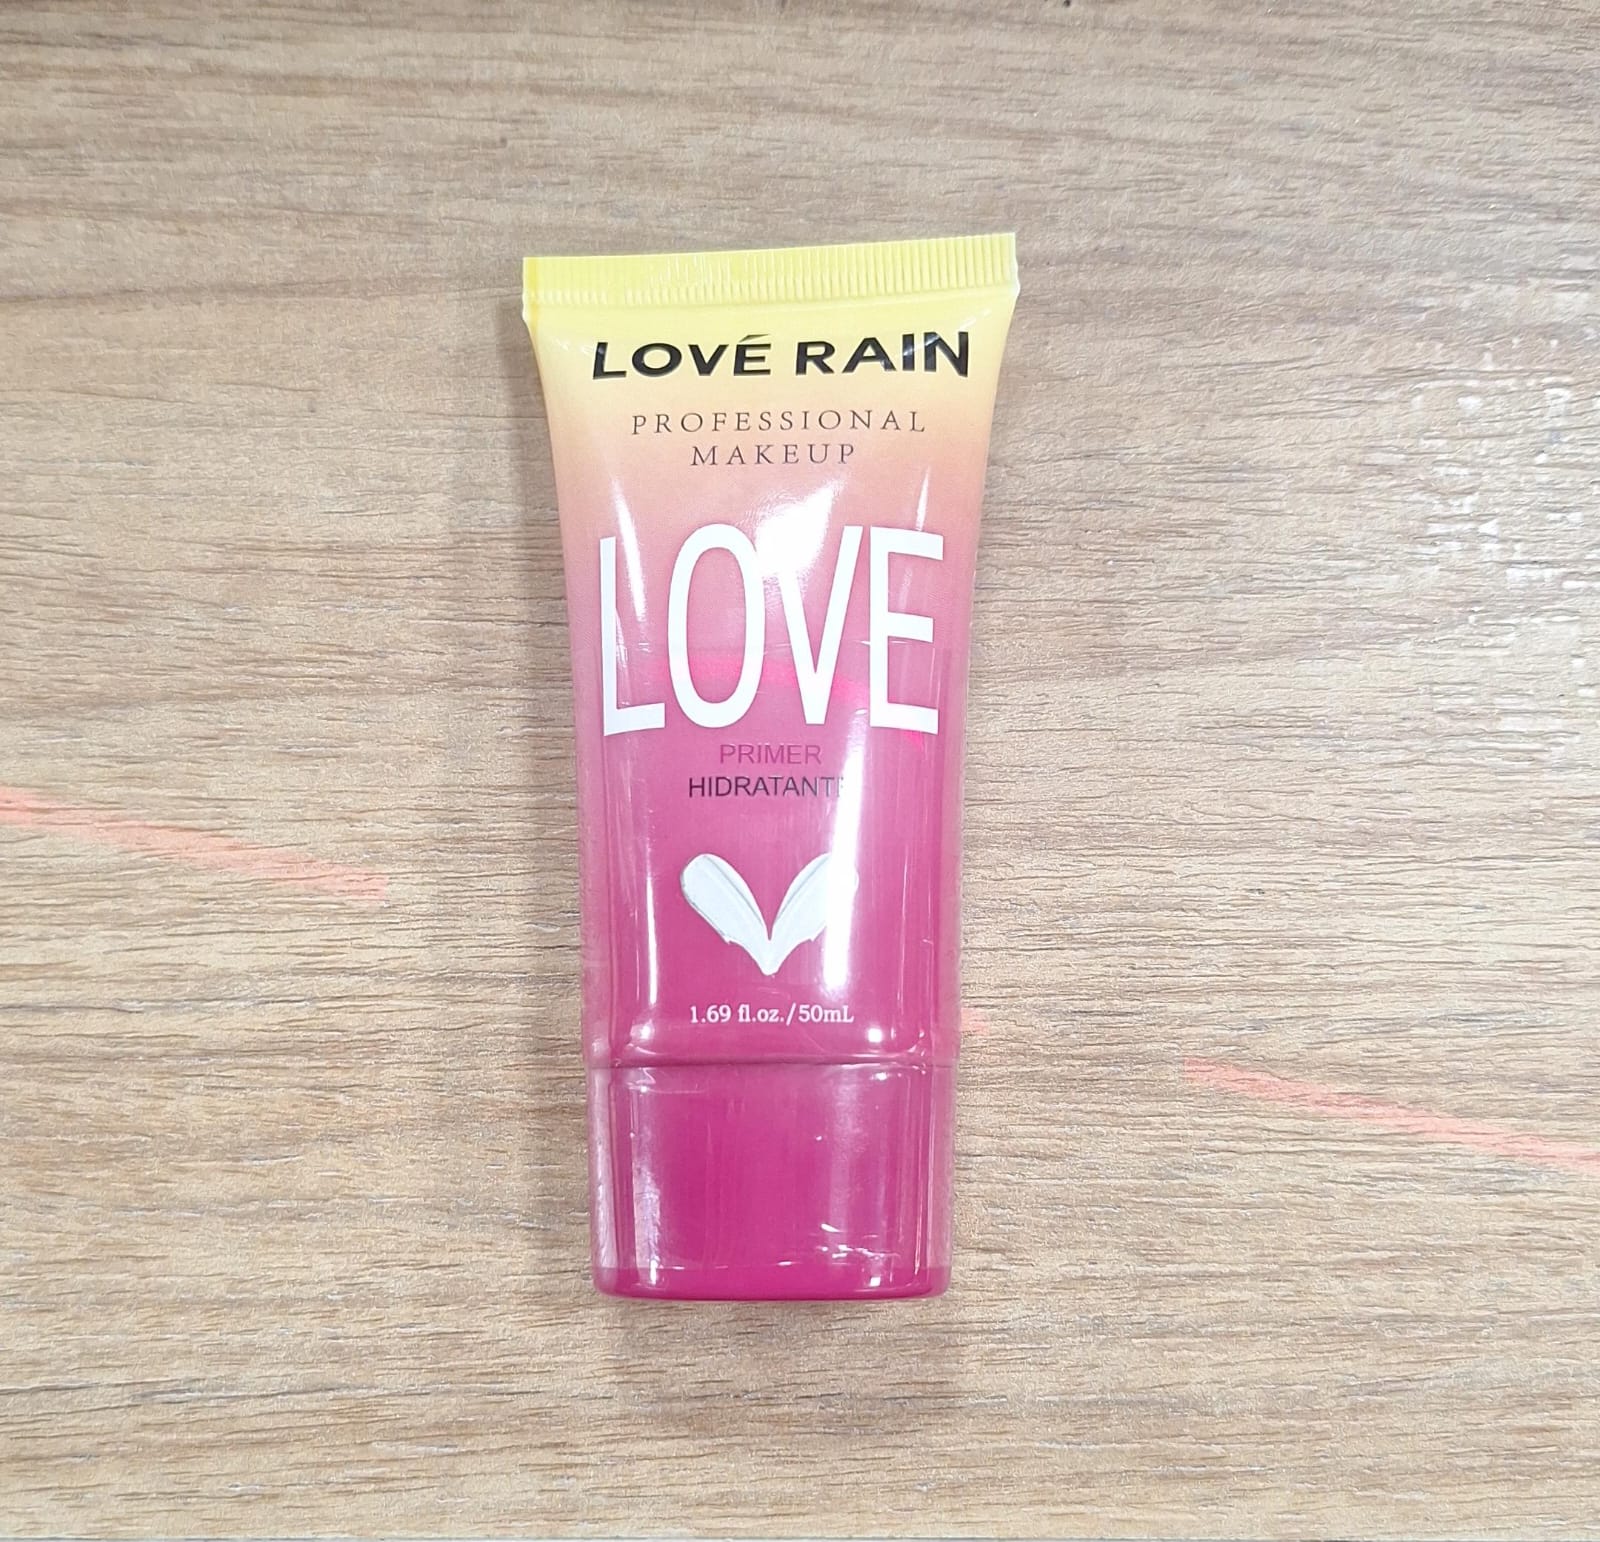 LOVÉ RAIN
PROFESSIONAL
MAKEUP
LOVE
PRIMER
HIDRATANTE
1.69 fl.oz./50mL